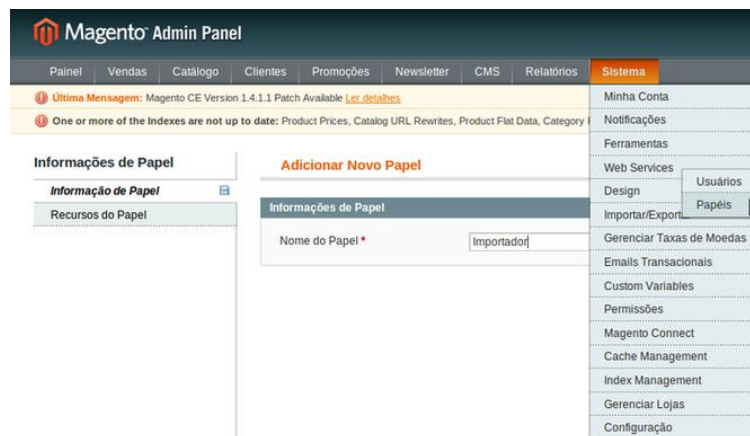 Magento Admin Panel
Painel Vendas Catálogo Clientes Promoções Newsletter CMS Relatórios Sistema
Última Mensagem: Magento CE Version 1.4.1.1 Patch Available Ler detalhes
One or more of the Indexes are not up to date: Product Prices, Catalog URL Rewrites, Product Flat Data, Category
Informações de Papel
Informação de Papel
Recursos do Papel
Adicionar Novo Papel
Informações de Papel
Nome do Papel * Importador
Minha Conta
Notificações
Ferramentas
Web Services
Usuários
Papéis
Design
Importar/Exportar
Gerenciar Taxas de Moedas
Emails Transacionais
Custom Variables
Permissões
Magento Connect
Cache Management
Index Management
Gerenciar Lojas
Configuração